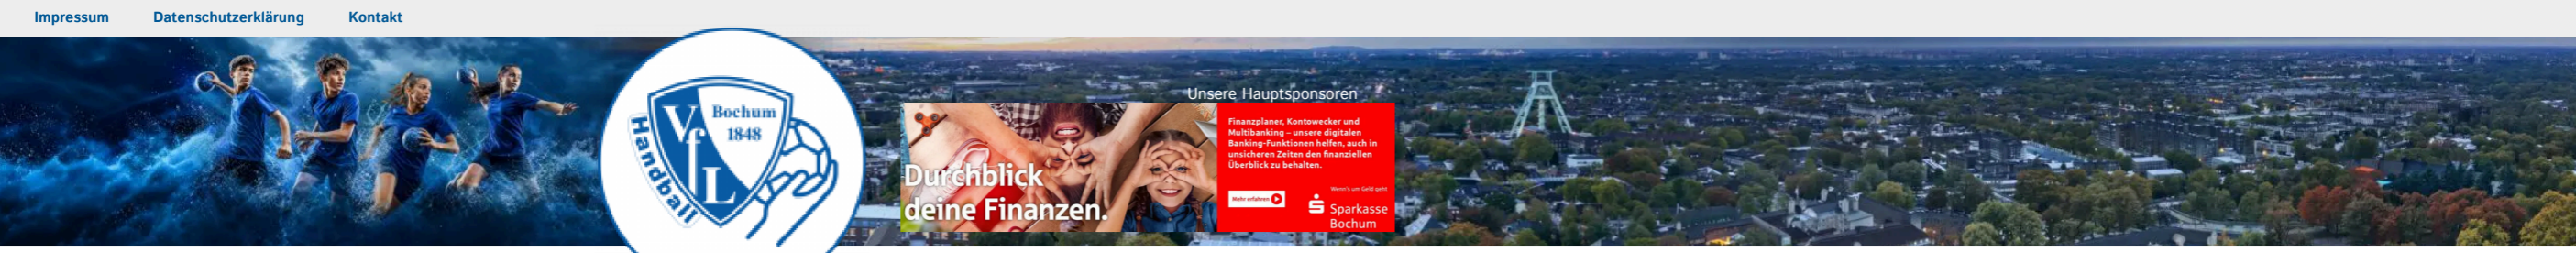 Impressum
Datenschutzerklärung
Kontakt
Handball
VfL
Bochum
1848
Unsere Hauptsponsoren
Durchblick
deine Finanzen.
Finanzplaner, Kontowecker und
Multibanking – unsere digitalen
Banking-Funktionen helfen, auch in
unsicheren Zeiten den finanziellen
Überblick zu behalten.
Mehr erfahren
Wenn's um Geld geht
Sparkasse
Bochum